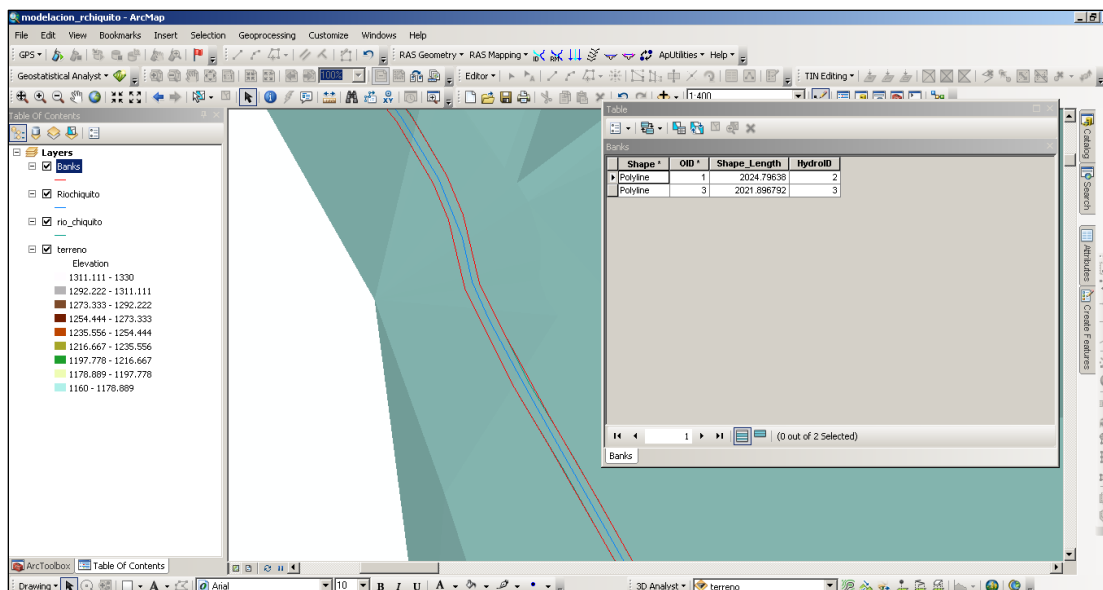 modelacion_rchiquito - ArcMap
File Edit View Bookmarks Insert Selection Geoprocessing Customize Windows Help
GPS RAS Geometry RAS Mapping ApUtilities Help
Geostatistical Analyst 100% Editor TIN Editing
1:400
Table Of Contents
Layers
Banks
Riochiquito
rio_chiquito
terreno
Elevation
1311.111 - 1330
1292.222 - 1311.111
1273.333 - 1292.222
1254.444 - 1273.333
1235.556 - 1254.444
1216.667 - 1235.556
1197.778 - 1216.667
1178.889 - 1197.778
1160 - 1178.889
Table
Banks
Shape * OID * Shape_Length HydroID
Polyline 1 2024.79638 2
Polyline 3 2021.896792 3
1 (0 out of 2 Selected)
Banks
Catalog
Search
Attributes
Create Features
ArcToolbox Table Of Contents
Drawing Arial 10 B I U A A 3D Analyst terreno